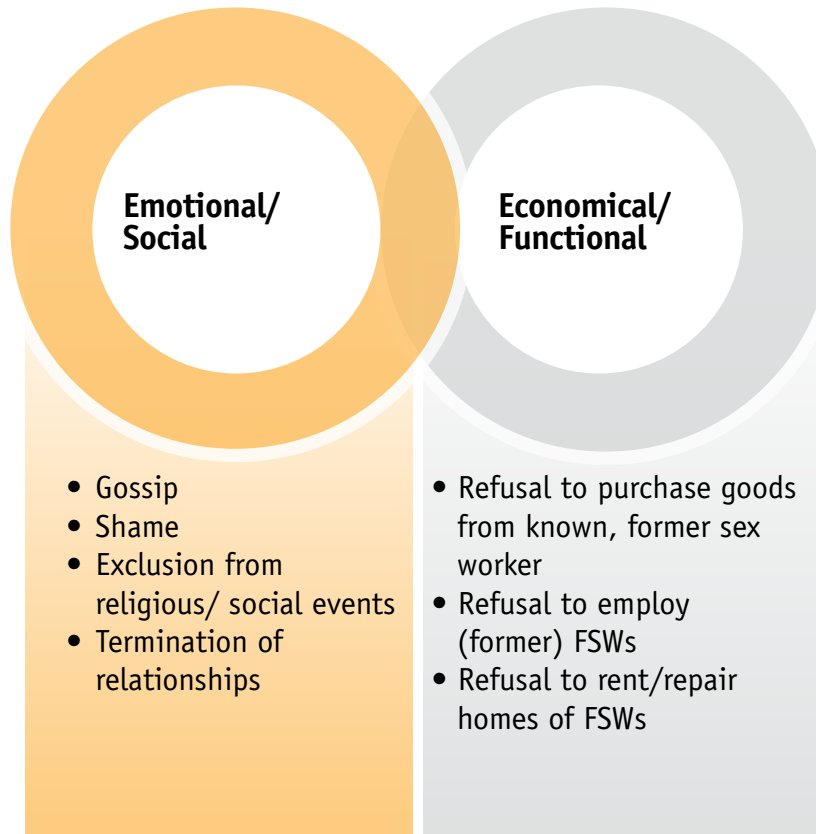 Emotional/
Social
Economical/
Functional
• Gossip
• Shame
• Exclusion from
religious/ social events
• Termination of
relationships
• Refusal to purchase goods
from known, former sex
worker
• Refusal to employ
(former) FSWs
• Refusal to rent/repair
homes of FSWs